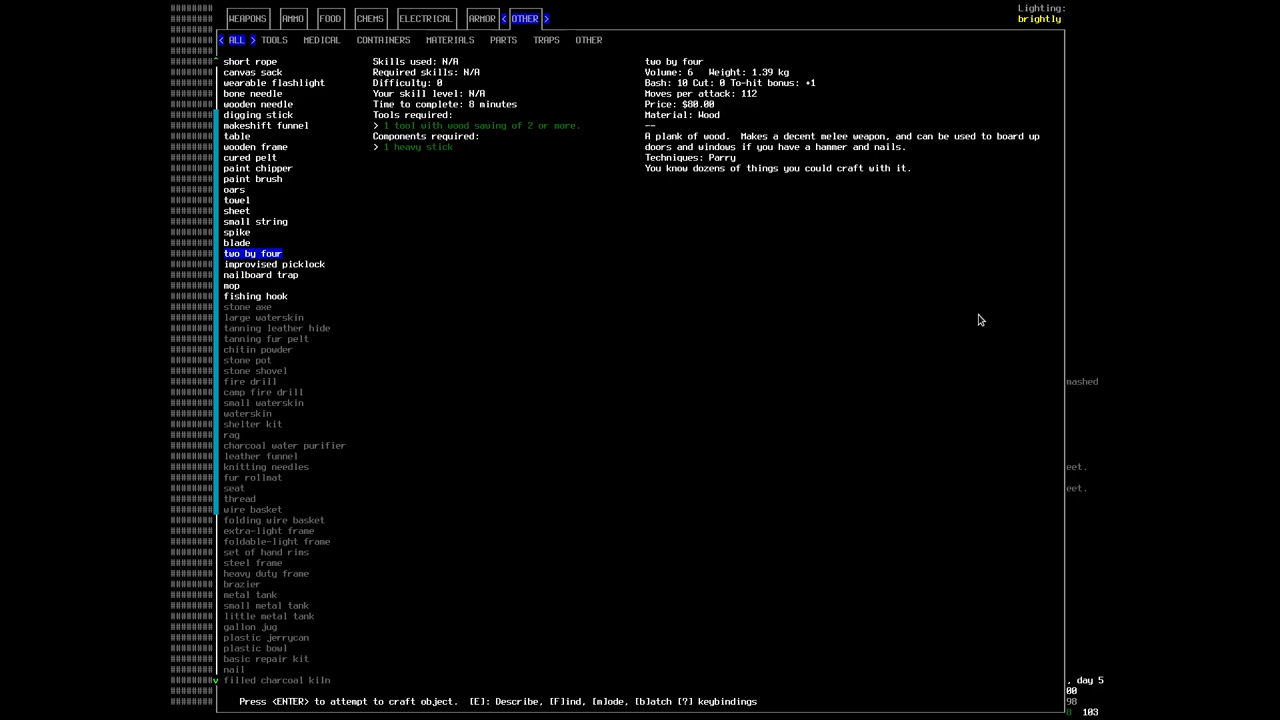 Lighting:
brightly
WEAPONS AMMO FOOD CHEMS ELECTRICAL ARMOR < OTHER >
< ALL > TOOLS MEDICAL CONTAINERS MATERIALS PARTS TRAPS OTHER
short rope
canvas sack
wearable flashlight
bone needle
wooden needle
digging stick
makeshift funnel
table
wooden frame
cured pelt
paint chipper
paint brush
oars
towel
sheet
small string
spike
blade
two by four
improvised picklock
nailboard trap
mop
fishing hook
stone axe
large waterskin
tanning leather hide
tanning fur pelt
chitin powder
stone pot
stone shovel
fire drill
camp fire drill
small waterskin
waterskin
shelter kit
rag
charcoal water purifier
leather funnel
knitting needles
fur rollmat
seat
thread
wire basket
folding wire basket
extra-light frame
foldable-light frame
set of hand rims
steel frame
heavy duty frame
brazier
metal tank
small metal tank
little metal tank
gallon jug
plastic jerrycan
plastic bowl
basic repair kit
nail
v filled charcoal kiln
Skills used: N/A
Required skills: N/A
Difficulty: 0
Your skill level: N/A
Time to complete: 8 minutes
Tools required:
> 1 tool with wood sawing of 2 or more.
Components required:
> 1 heavy stick
two by four
Volume: 6 Weight: 1.39 kg
Bash: 10 Cut: 0 To-hit bonus: +1
Moves per attack: 112
Price: $80.00
Material: Wood
--
A plank of wood. Makes a decent melee weapon, and can be used to board up
doors and windows if you have a hammer and nails.
Techniques: Parry
You know dozens of things you could craft with it.
mashed
eet.
eet.
, day 5
00
98
8 103
Press <ENTER> to attempt to craft object. [E]: Describe, [F]ind, [m]ode, [b]atch [?] keybindings